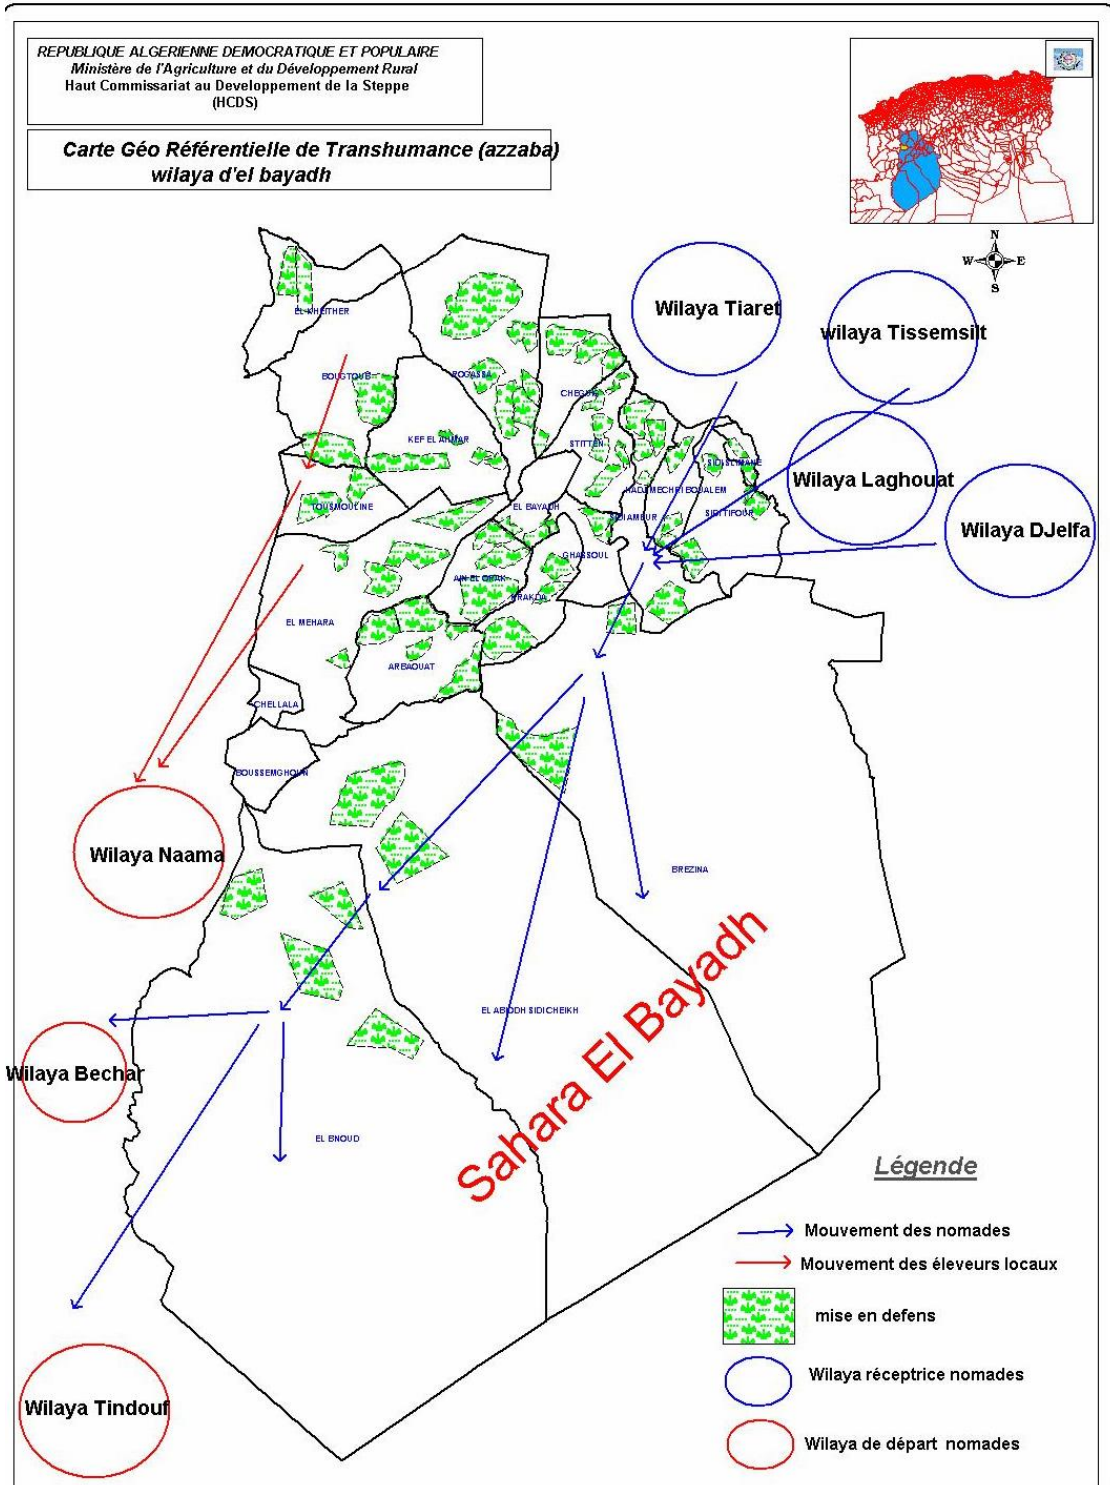 REPUBLIQUE ALGERIENNE DEMOCRATIQUE ET POPULAIRE
Ministère de l'Agriculture et du Développement Rural
Haut Commissariat au Developpement de la Steppe
(HCDS)
Carte Géo Référentielle de Transhumance (azzaba)
wilaya d'el bayadh
N
W E
S
Wilaya Tiaret
wilaya Tissemsilt
Wilaya Laghouat
Wilaya DJelfa
EL KHEITHER
BOUGTOUB
ROGASSA
CHEGUIG
KEF EL AHMAR
STITTEN
SIDI SLIMANE
HADJ MECHRI BOUALEM
TOUSMOULINE
EL BAYADH
SIDI AMEUR
SIDI TIFOUR
GHASSOUL
AIN EL ORAK
KRAKDA
EL MEHARA
ARBAOUAT
CHELLALA
BOUSSEMGHOUN
Wilaya Naama
BREZINA
EL ABIODH SIDICHEIKH
Sahara El Bayadh
Wilaya Bechar
EL BNOUD
Wilaya Tindouf
Légende
Mouvement des nomades
Mouvement des éleveurs locaux
mise en defens
Wilaya réceptrice nomades
Wilaya de départ nomades